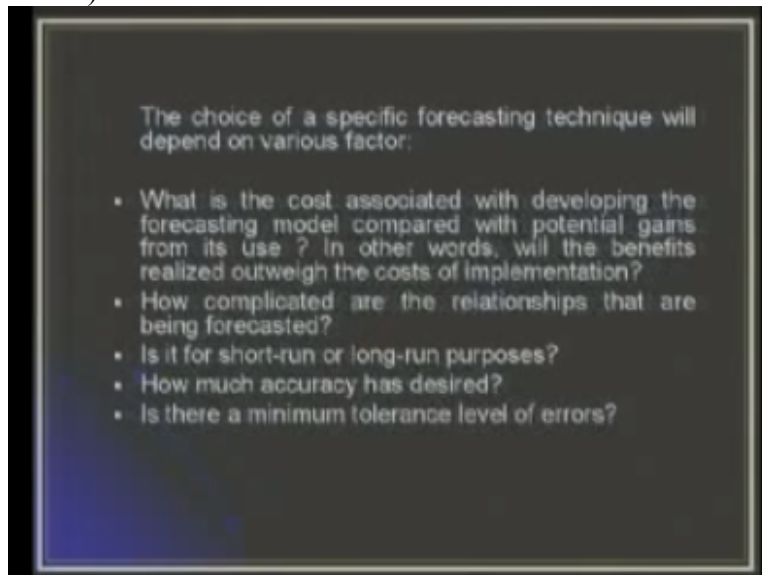 The choice of a specific forecasting technique will
depend on various factor:
• What is the cost associated with developing the
forecasting model compared with potential gains
from its use ? In other words, will the benefits
realized outweigh the costs of implementation?
• How complicated are the relationships that are
being forecasted?
• Is it for short-run or long-run purposes?
• How much accuracy has desired?
• Is there a minimum tolerance level of errors?